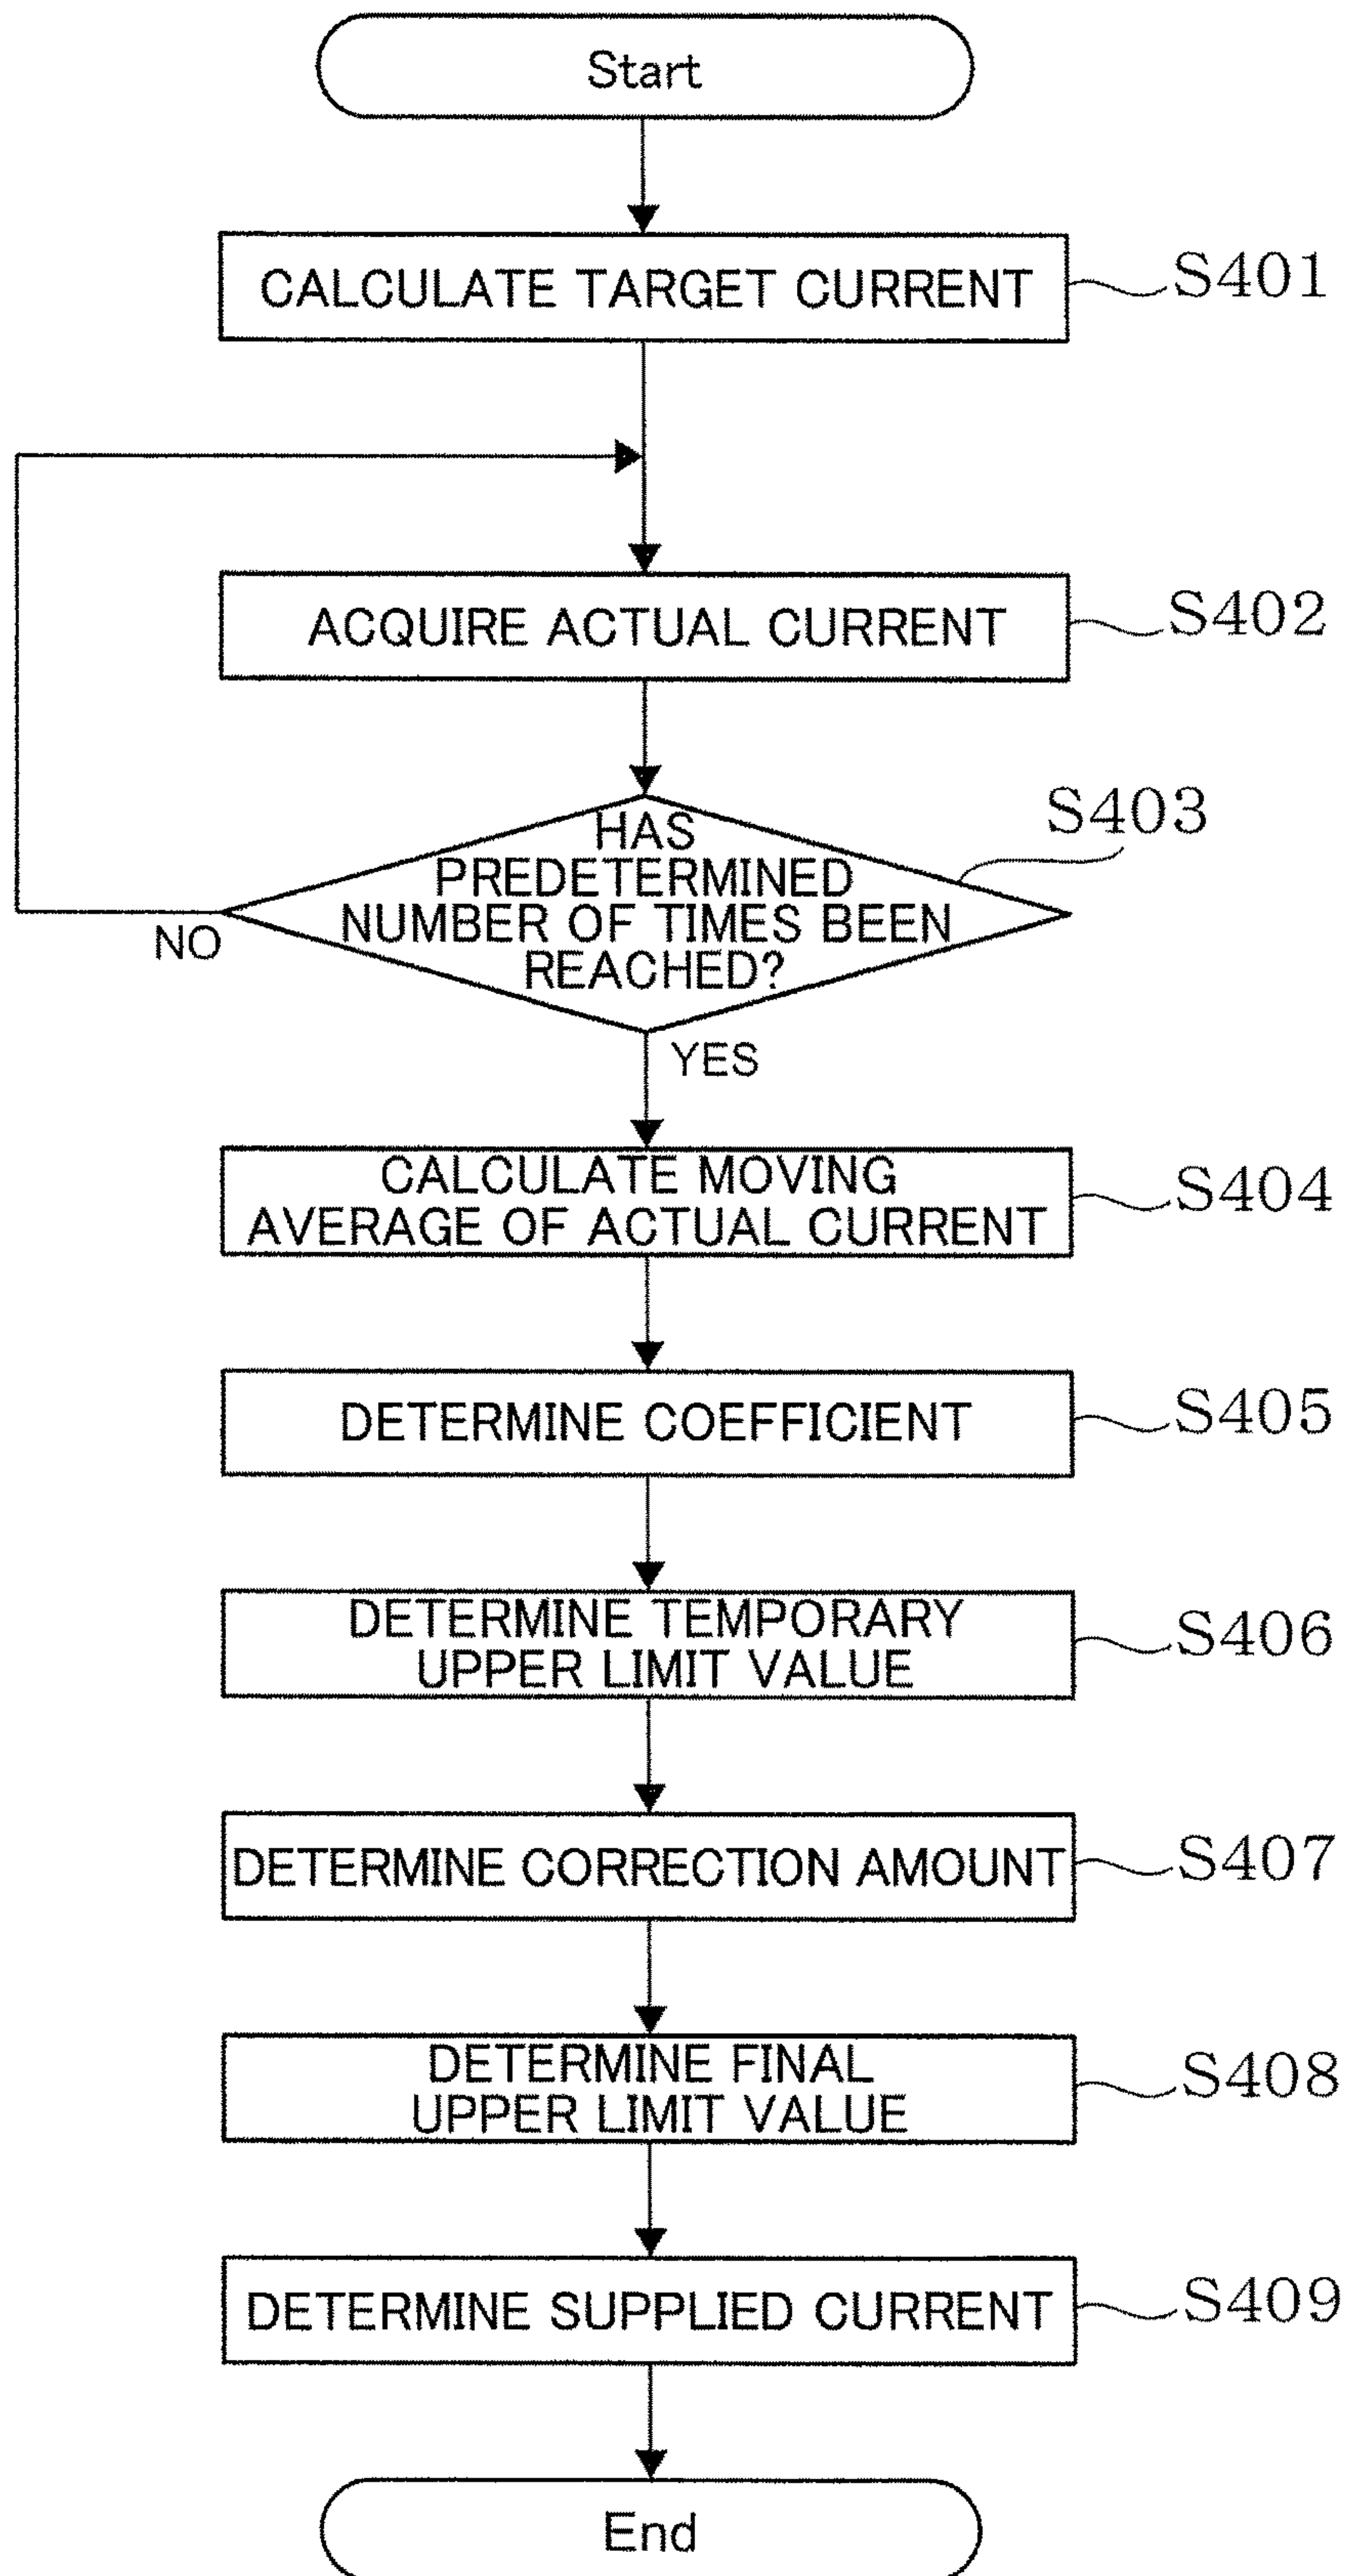 Start
CALCULATE TARGET CURRENT
S401
ACQUIRE ACTUAL CURRENT
S402
S403
HAS
PREDETERMINED
NUMBER OF TIMES BEEN
REACHED?
NO
YES
CALCULATE MOVING
AVERAGE OF ACTUAL CURRENT
S404
DETERMINE COEFFICIENT
S405
DETERMINE TEMPORARY
UPPER LIMIT VALUE
S406
DETERMINE CORRECTION AMOUNT
S407
DETERMINE FINAL
UPPER LIMIT VALUE
S408
DETERMINE SUPPLIED CURRENT
S409
End